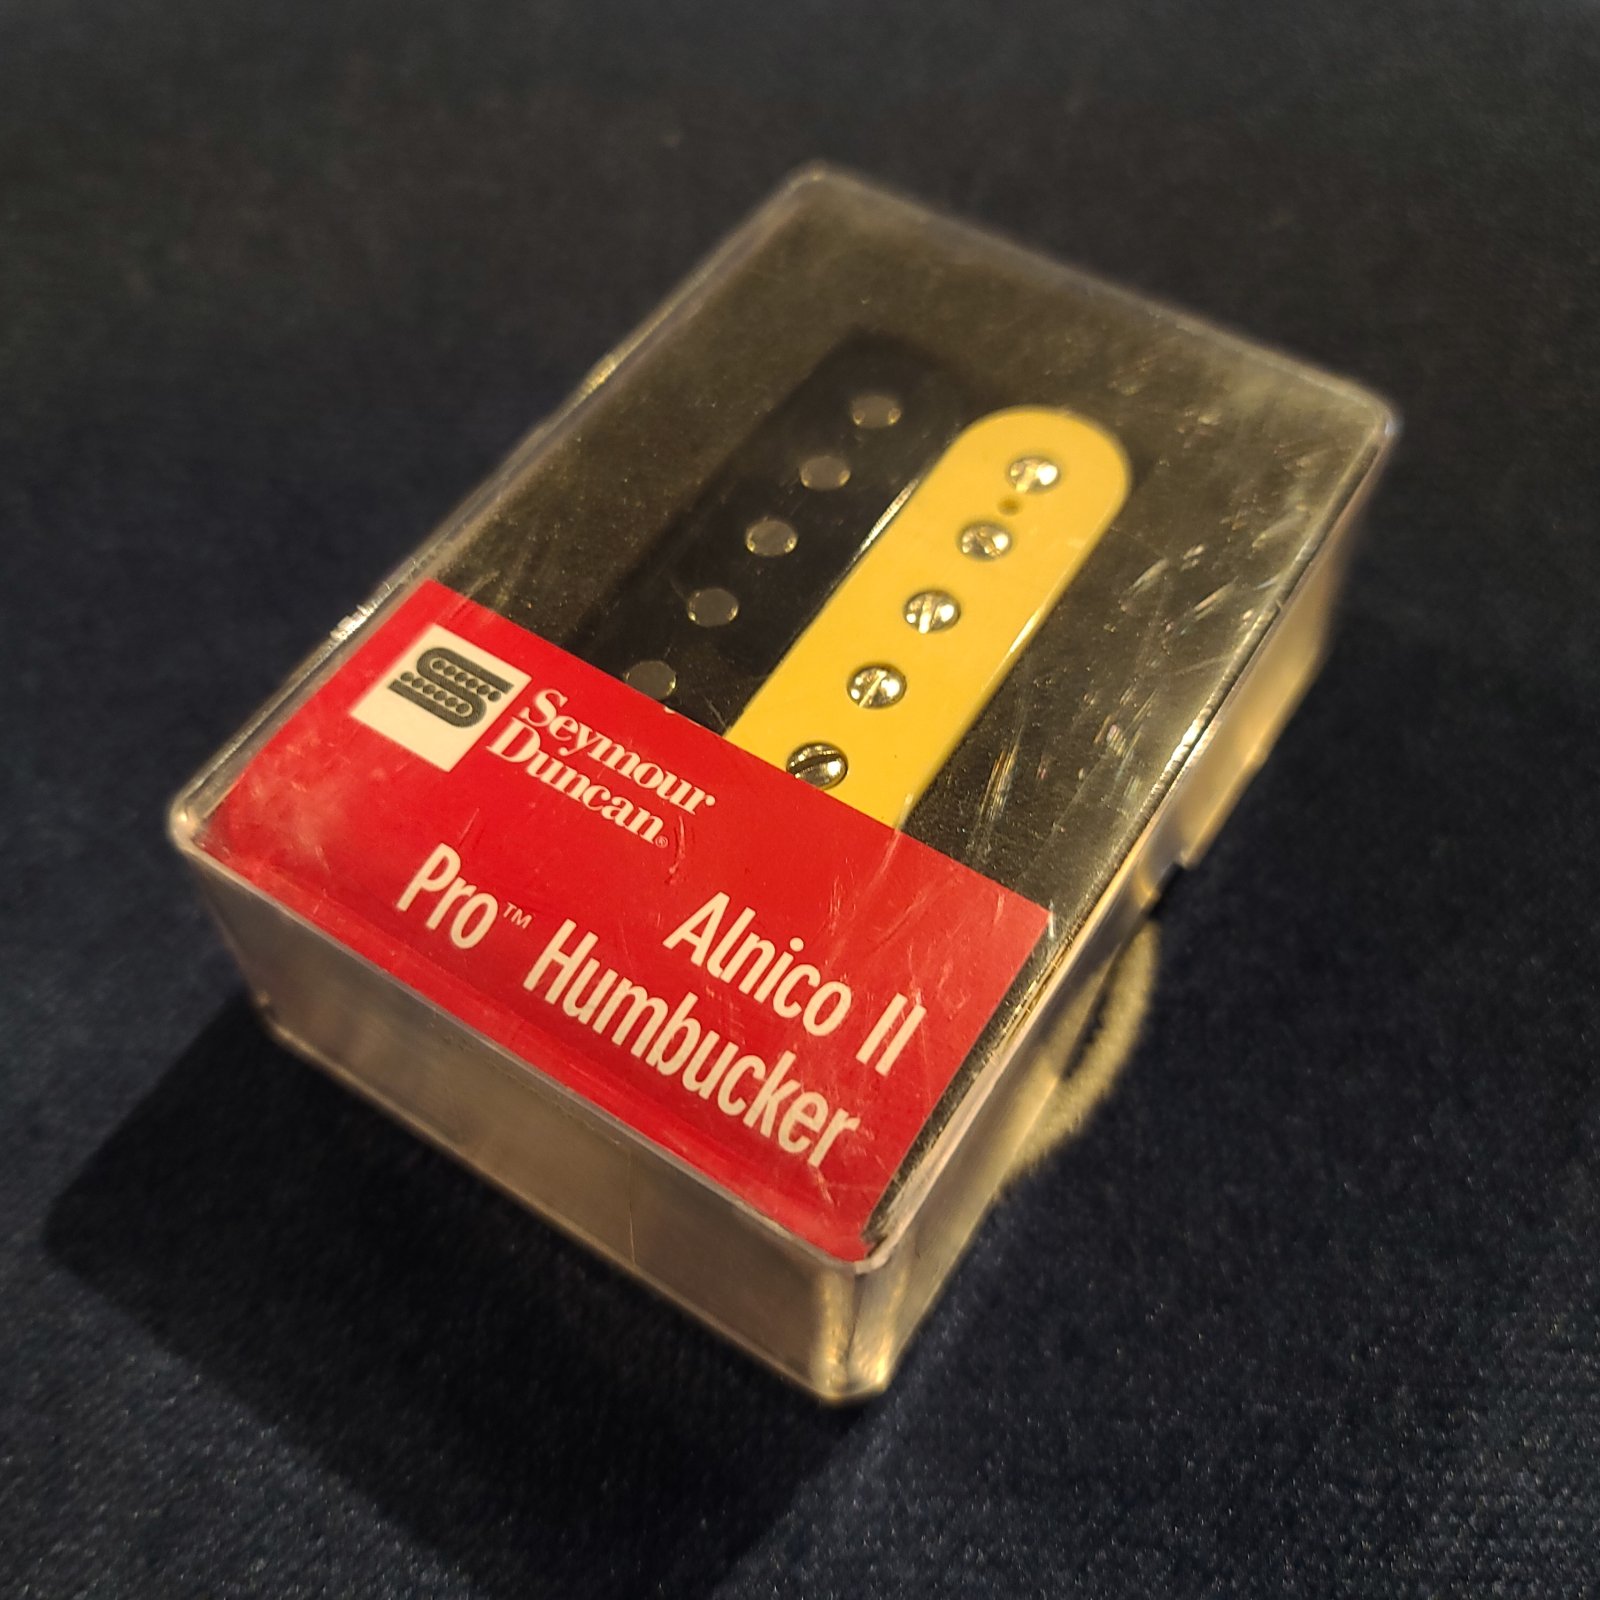 Seymour
Duncan®
Alnico II
Pro™ Humbucker